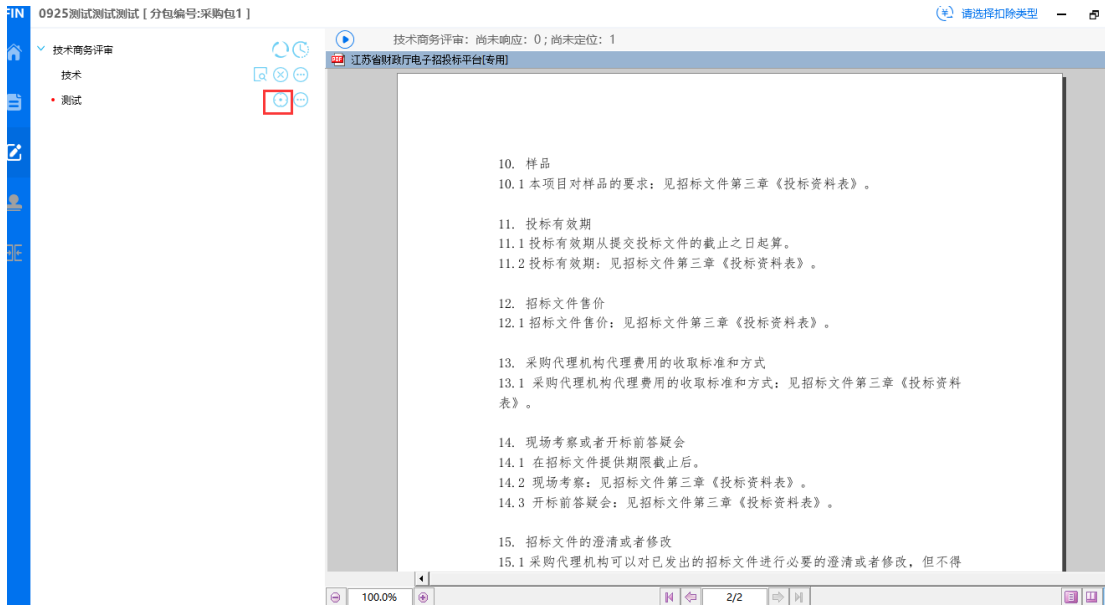 FIN
0925测试测试测试 [ 分包编号:采购包1 ]
请选择扣除类型
技术商务评审
技术
测试
技术商务评审：尚未响应：0；尚未定位：1
江苏省财政厅电子招投标平台[专用]
10. 样品
10.1本项目对样品的要求：见招标文件第三章《投标资料表》。
11. 投标有效期
11.1投标有效期从提交投标文件的截止之日起算。
11.2投标有效期：见招标文件第三章《投标资料表》。
12. 招标文件售价
12.1招标文件售价：见招标文件第三章《投标资料表》。
13. 采购代理机构代理费用的收取标准和方式
13.1 采购代理机构代理费用的收取标准和方式：见招标文件第三章《投标资料
表》。
14. 现场考察或者开标前答疑会
14.1 在招标文件提供期限截止后。
14.2 现场考察：见招标文件第三章《投标资料表》。
14.3 开标前答疑会：见招标文件第三章《投标资料表》。
15. 招标文件的澄清或者修改
15.1采购代理机构可以对已发出的招标文件进行必要的澄清或者修改，但不得
100.0%
2/2